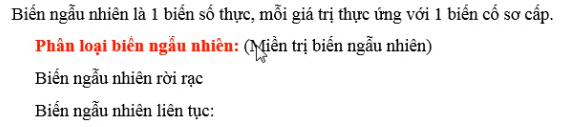 Biến ngẫu nhiên là 1 biến số thực, mỗi giá trị thực ứng với 1 biến cố sơ cấp.
Phân loại biến ngẫu nhiên: (Miền trị biến ngẫu nhiên)
Biến ngẫu nhiên rời rạc
Biến ngẫu nhiên liên tục: